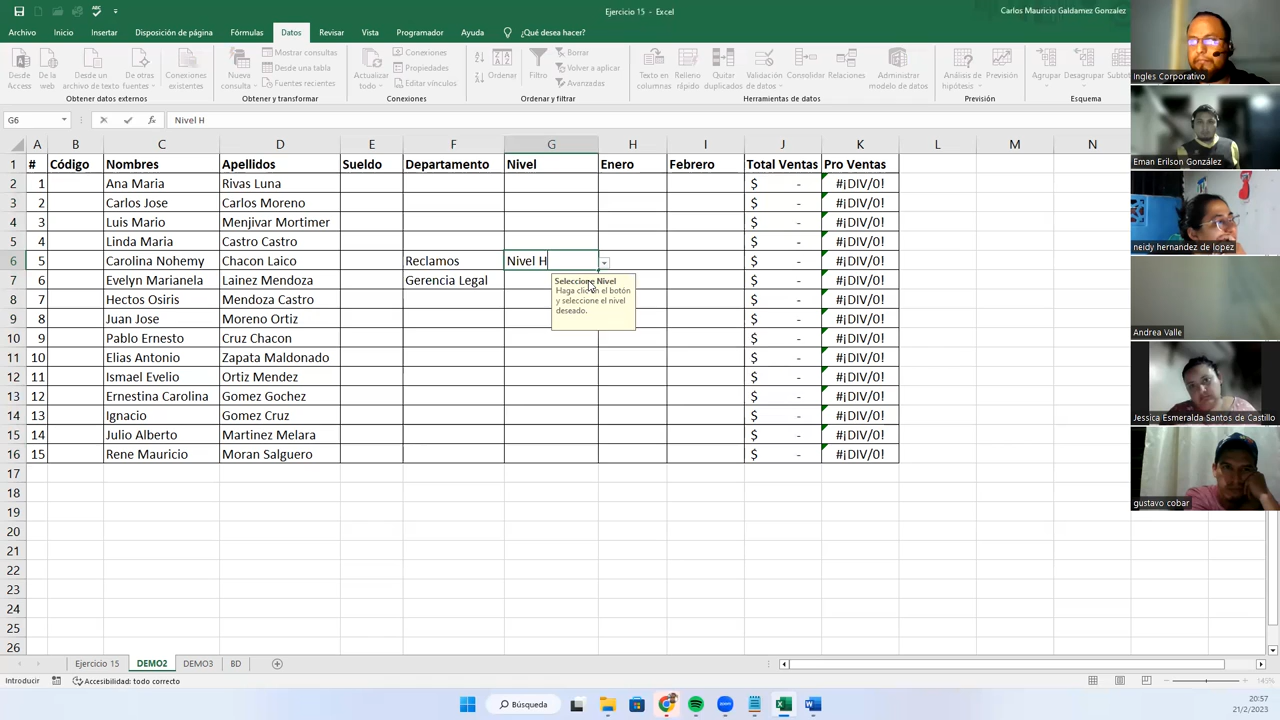 Ejercicio 15 - Excel
Carlos Mauricio Galdamez Gonzalez
Archivo Inicio Insertar Disposición de página Fórmulas Datos Revisar Vista Programador Ayuda ¿Qué desea hacer?
Desde Access
De la web
Desde un texto
De otras fuentes
Conexiones existentes
Obtener datos externos
Nueva consulta
Mostrar consultas
Desde una tabla
Fuentes recientes
Obtener y transformar
Actualizar todo
Conexiones
Propiedades
Editar vínculos
Conexiones
Ordenar
Filtro
Borrar
Volver a aplicar
Avanzadas
Ordenar y filtrar
Texto en columnas
Relleno rápido
Quitar duplicados
Validación de datos
Consolidar
Relaciones
Administrar modelo de datos
Herramientas de datos
Análisis de hipótesis
Previsión
Previsión
Agrupar
Desagrupar
Esquema
G6 Nivel H
A B C D E F G H I J K L M N
1 # Código Nombres Apellidos Sueldo Departamento Nivel Enero Febrero Total Ventas Pro Ventas
2 1 Ana Maria Rivas Luna $ - #¡DIV/0!
3 2 Carlos Jose Carlos Moreno $ - #¡DIV/0!
4 3 Luis Mario Menjivar Mortimer $ - #¡DIV/0!
5 4 Linda Maria Castro Castro $ - #¡DIV/0!
6 5 Carolina Nohemy Chacon Laico Reclamos Nivel H $ - #¡DIV/0!
7 6 Evelyn Marianela Lainez Mendoza Gerencia Legal $ - #¡DIV/0!
8 7 Hectos Osiris Mendoza Castro $ - #¡DIV/0!
9 8 Juan Jose Moreno Ortiz $ - #¡DIV/0!
10 9 Pablo Ernesto Cruz Chacon $ - #¡DIV/0!
11 10 Elias Antonio Zapata Maldonado $ - #¡DIV/0!
12 11 Ismael Evelio Ortiz Mendez $ - #¡DIV/0!
13 12 Ernestina Carolina Gomez Gochez $ - #¡DIV/0!
14 13 Ignacio Gomez Cruz $ - #¡DIV/0!
15 14 Julio Alberto Martinez Melara $ - #¡DIV/0!
16 15 Rene Mauricio Moran Salguero $ - #¡DIV/0!
17
18
19
20
21
22
23
24
25
26
Seleccione Nivel
Haga clic en el botón
y seleccione el nivel
deseado.
Ingles Corporativo
Eman Erilson González
neidy hernandez de lopez
Andrea Valle
Jessica Esmeralda Santos de Castillo
gustavo cobar
Ejercicio 15 DEMO2 DEMO3 BD
Introducir Accesibilidad: todo correcto 145%
Búsqueda
20:57
21/2/2023